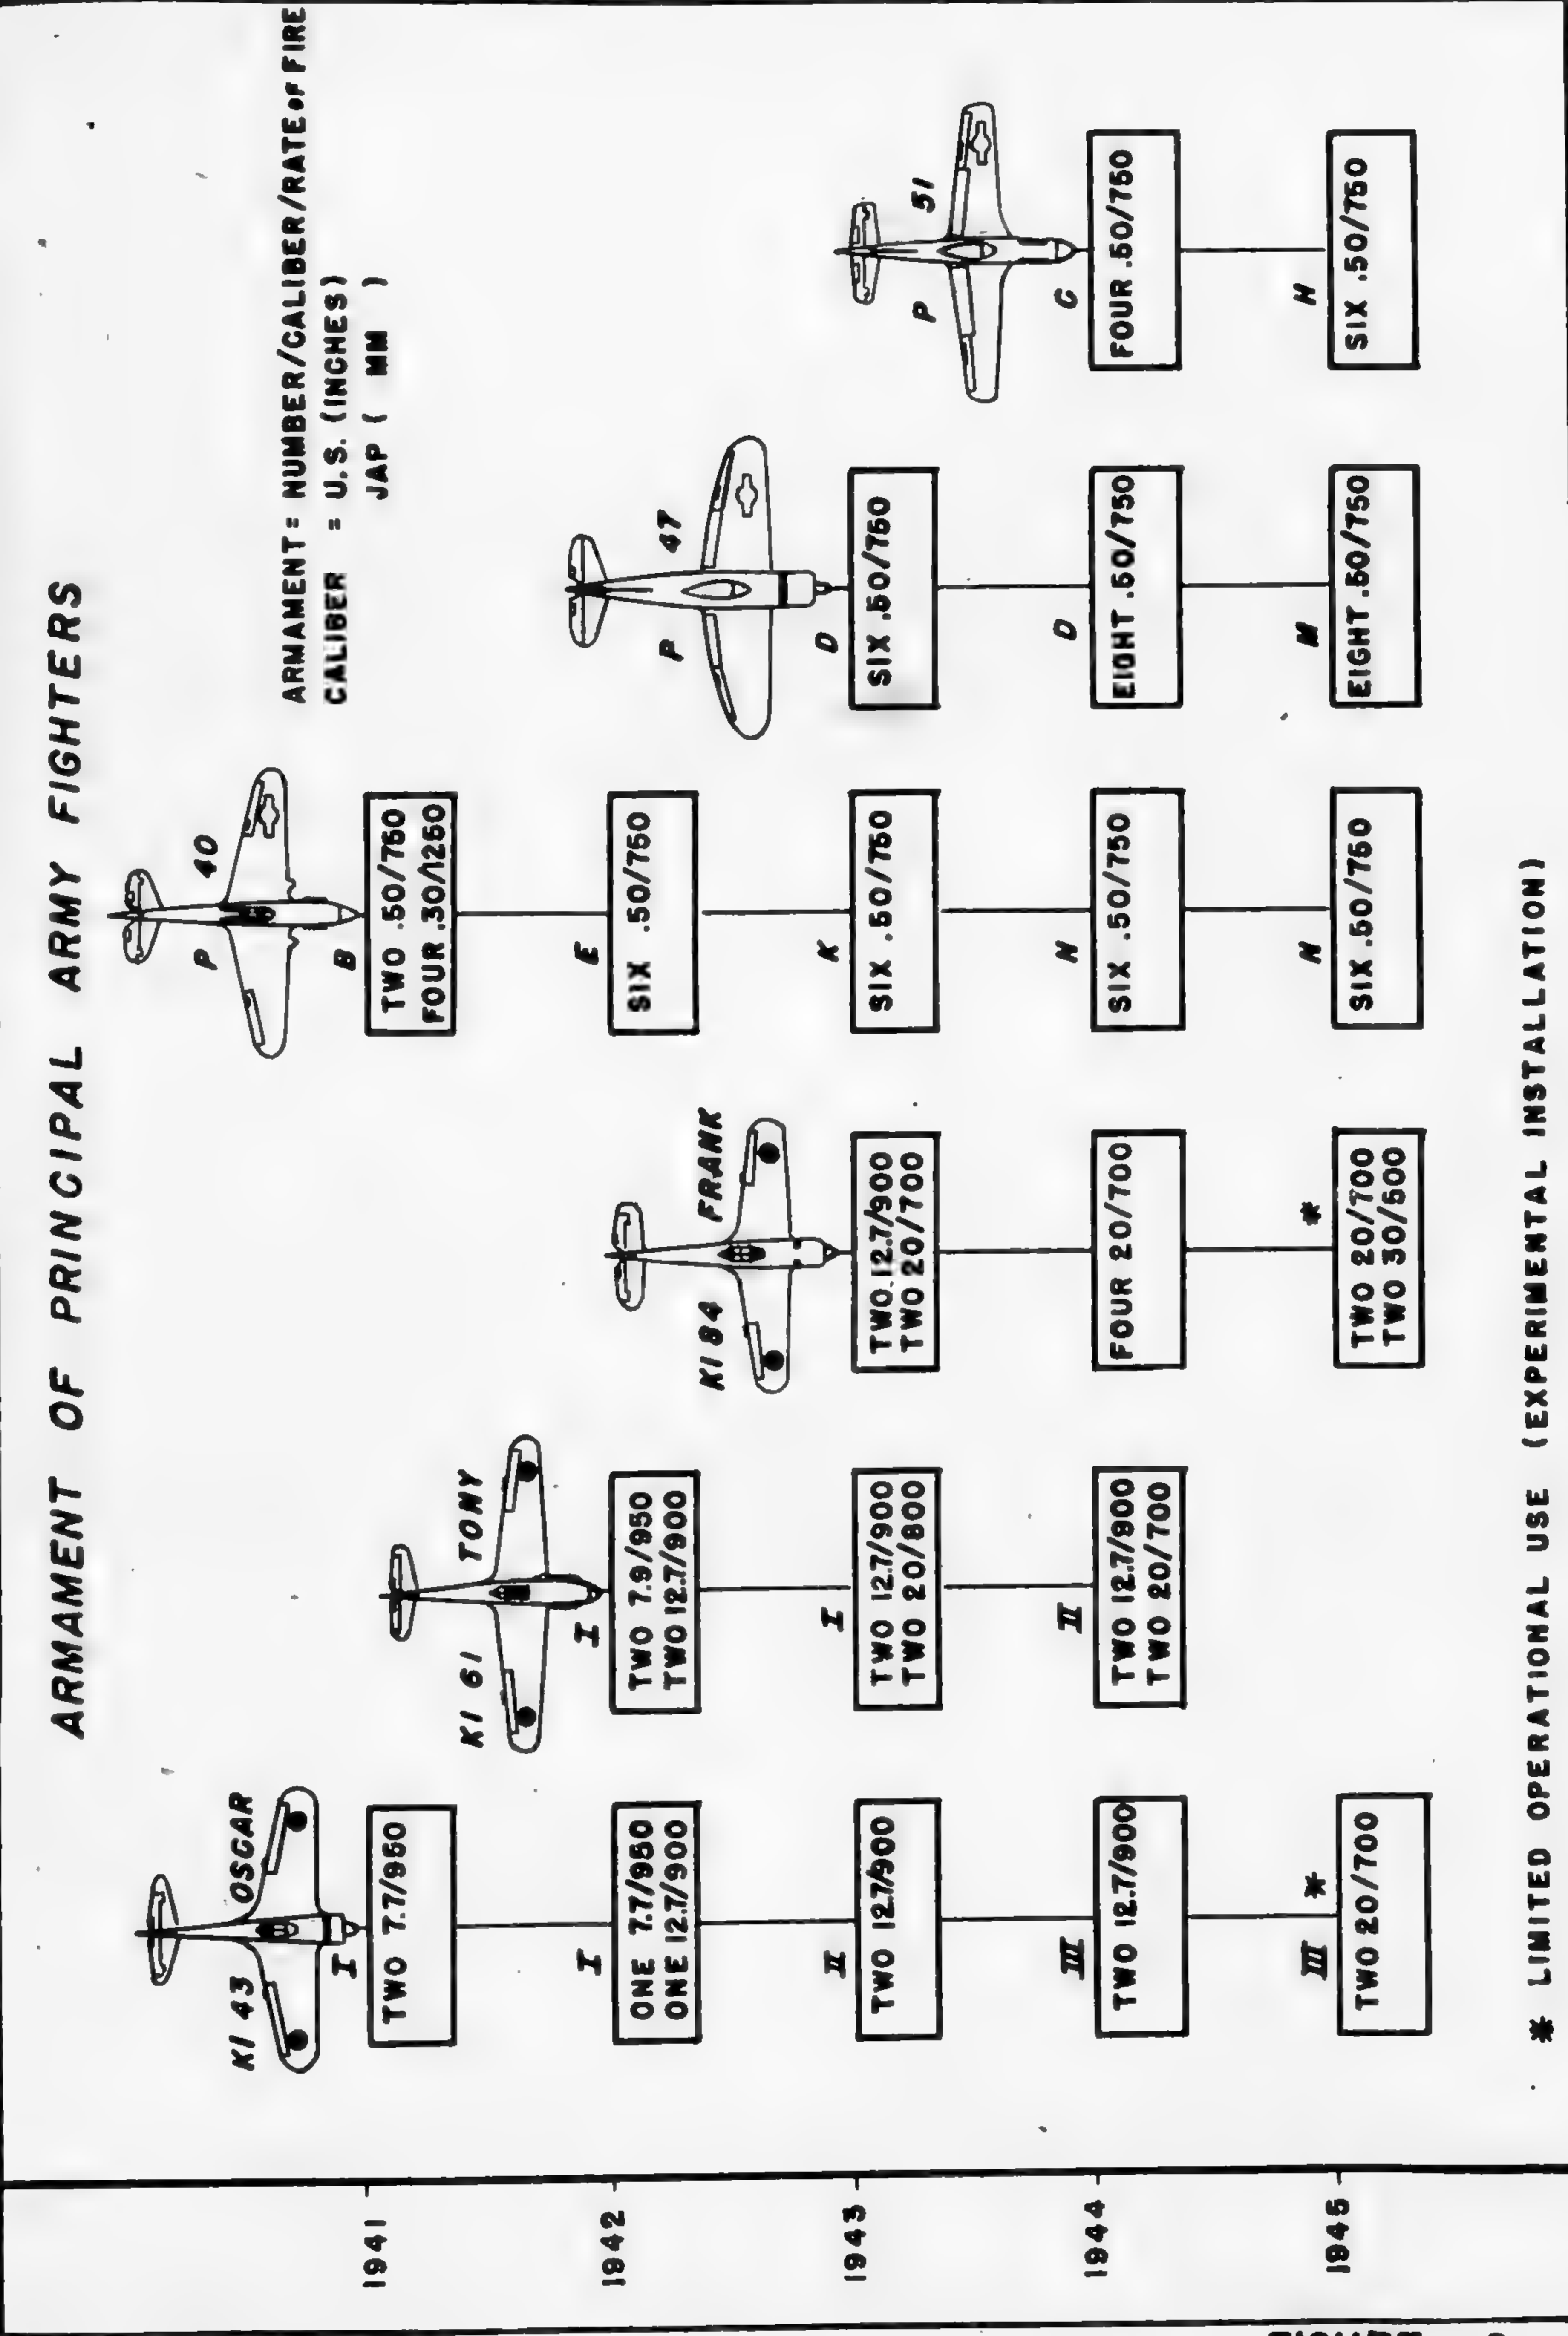 ARMAMENT OF PRINCIPAL ARMY FIGHTERS
ARMAMENT = NUMBER/CALIBER/RATE OF FIRE
CALIBER = U.S. (INCHES)
JAP ( MM )
1941
1942
1943
1944
1945
KI 43 OSCAR
I
TWO 7.7/950
I
ONE 7.7/950
ONE 12.7/900
II
TWO 12.7/900
III
TWO 12.7/900
III *
TWO 20/700
KI 61 TONY
I
TWO 7.9/950
TWO 12.7/900
I
TWO 12.7/900
TWO 20/800
II
TWO 12.7/900
TWO 20/700
KI 84 FRANK
TWO 12.7/900
TWO 20/700
FOUR 20/700
*
TWO 20/700
TWO 30/500
P 40
B
TWO .50/750
FOUR .30/1250
E
SIX .50/750
K
SIX .50/750
N
SIX .50/750
N
SIX .50/750
P 47
D
SIX .50/750
D
EIGHT .50/750
M
EIGHT .50/750
P 51
C
FOUR .50/750
H
SIX .50/750
* LIMITED OPERATIONAL USE (EXPERIMENTAL INSTALLATION)